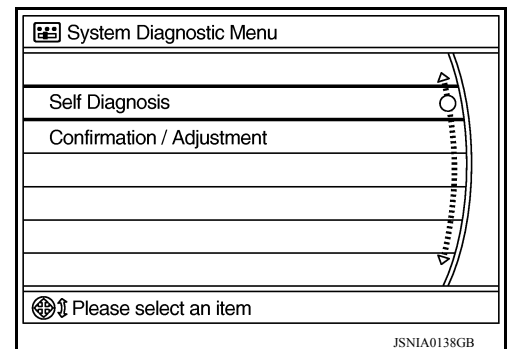 System Diagnostic Menu
Self Diagnosis
Confirmation / Adjustment
Please select an item
JSNIA0138GB